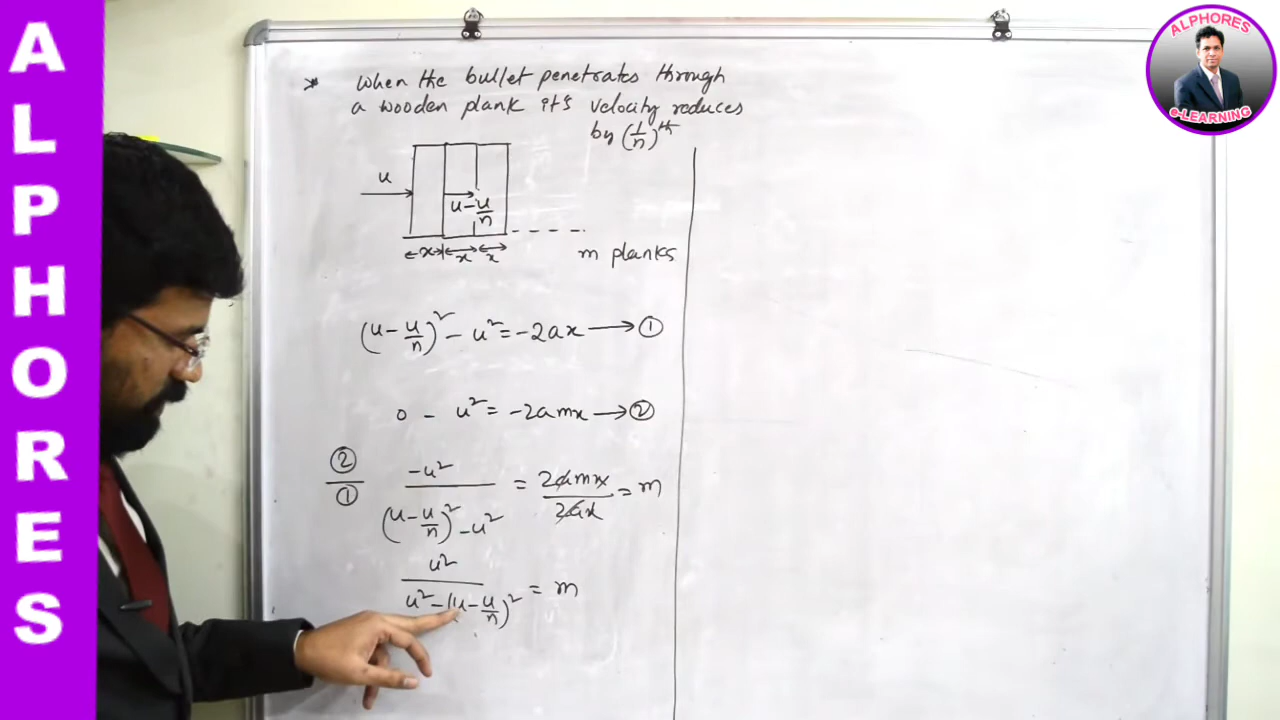 ALPHORES
ALPHORES
e-LEARNING
* When the bullet penetrates through
a wooden plank it's velocity reduces
by (1/n)^th
u
u - u/n
x x x
m planks
(u - u/n)² - u² = -2ax → ①
0 - u² = -2amx → ②
②/① -u²/((u - u/n)² - u²) = 2amx/2ax = m
u²/(u² - (u - u/n)²) = m